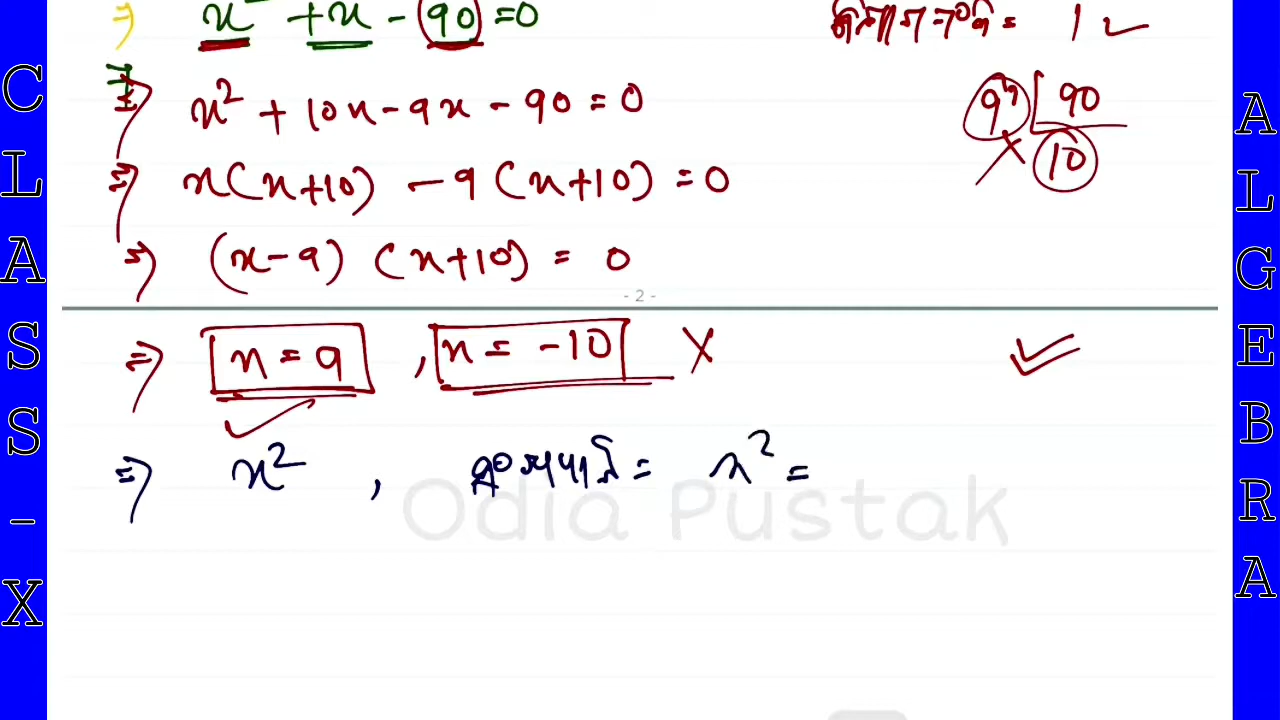 CLASS-X
⇒ x² + x - 90 = 0
1
⇒ x² + 10x - 9x - 90 = 0
9 | 90
10
⇒ x(x+10) - 9(x+10) = 0
⇒ (x-9) (x+10) = 0
- 2 -
⇒ x = 9 , x = -10 ×
⇒ x² , x² =
Odia Pustak
ALGEBRA